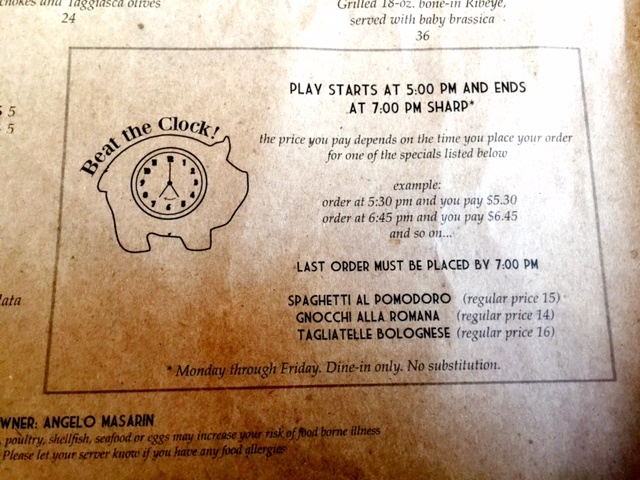 and Taggiasca olives
24
Grilled 18-oz. bone-in Ribeye,
served with baby brassica
36
5
5
Beat the Clock!
PLAY STARTS AT 5:00 PM AND ENDS
AT 7:00 PM SHARP*
the price you pay depends on the time you place your order
for one of the specials listed below
example:
order at 5:30 pm and you pay $5.30
order at 6:45 pm and you pay $6.45
and so on...
LAST ORDER MUST BE PLACED BY 7:00 PM
SPAGHETTI AL POMODORO (regular price 15)
GNOCCHI ALLA ROMANA (regular price 14)
TAGLIATELLE BOLOGNESE (regular price 16)
* Monday through Friday. Dine-in only. No substitution.
OWNER: ANGELO MASARIN
, poultry, shellfish, seafood or eggs may increase your risk of food borne illness
Please let your server know if you have any food allergies